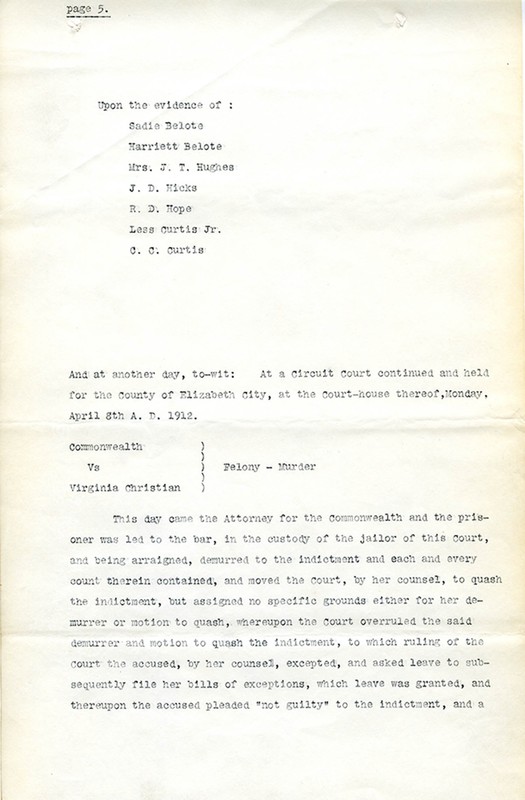 page 5.
Upon the evidence of :
Sadie Belote
Harriett Belote
Mrs. J. T. Hughes
J. D. Hicks
R. D. Hope
Less Curtis Jr.
C. C. Curtis
And at another day, to-wit: At a Circuit Court continued and held
for the County of Elizabeth City, at the Court-house thereof,Monday,
April 8th A. D. 1912.
Commonwealth )
Vs ) Felony - Murder
Virginia Christian )
This day came the Attorney for the Commonwealth and the pris-
oner was led to the bar, in the custody of the jailor of this Court,
and being arraigned, demurred to the indictment and each and every
count therein contained, and moved the Court, by her counsel, to quash
the indictment, but assigned no specific grounds either for her de-
murrer or motion to quash, whereupon the Court overruled the said
demurrer and motion to quash the indictment, to which ruling of the
Court the accused, by her counsel, excepted, and asked leave to sub-
sequently file her bills of exceptions, which leave was granted, and
thereupon the accused pleaded "not guilty" to the indictment, and a